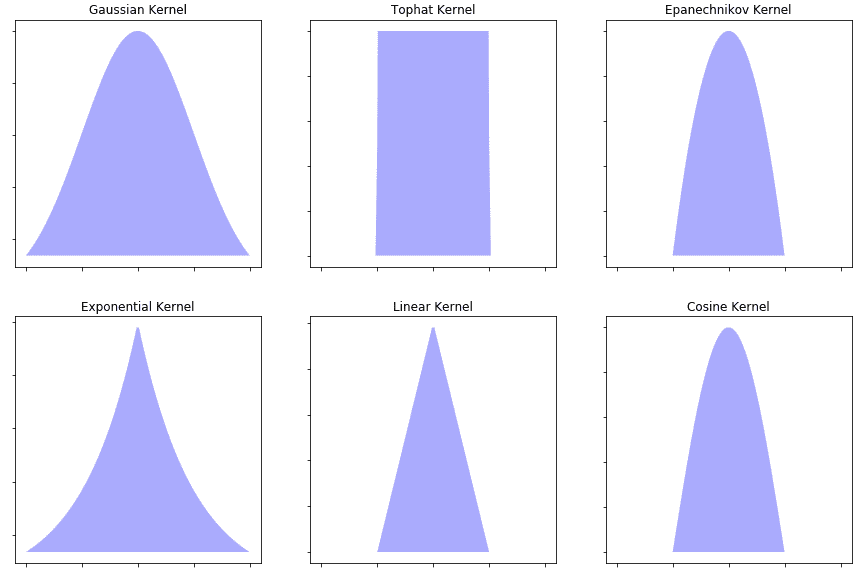 Gaussian Kernel
Tophat Kernel
Epanechnikov Kernel
Exponential Kernel
Linear Kernel
Cosine Kernel